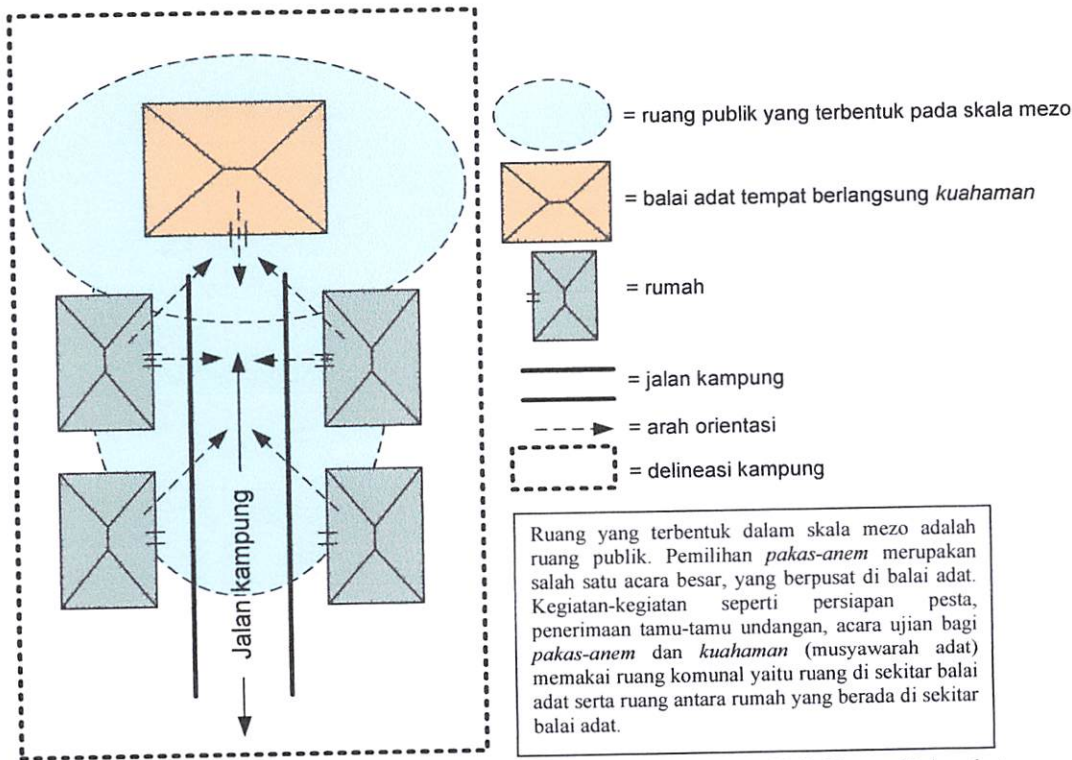 Jalan kampung
= ruang publik yang terbentuk pada skala mezo
= balai adat tempat berlangsung kuahaman
= rumah
= jalan kampung
= arah orientasi
= delineasi kampung
Ruang yang terbentuk dalam skala mezo adalah
ruang publik. Pemilihan pakas-anem merupakan
salah satu acara besar, yang berpusat di balai adat.
Kegiatan-kegiatan seperti persiapan pesta,
penerimaan tamu-tamu undangan, acara ujian bagi
pakas-anem dan kuahaman (musyawarah adat)
memakai ruang komunal yaitu ruang di sekitar balai
adat serta ruang antara rumah yang berada di sekitar
balai adat.